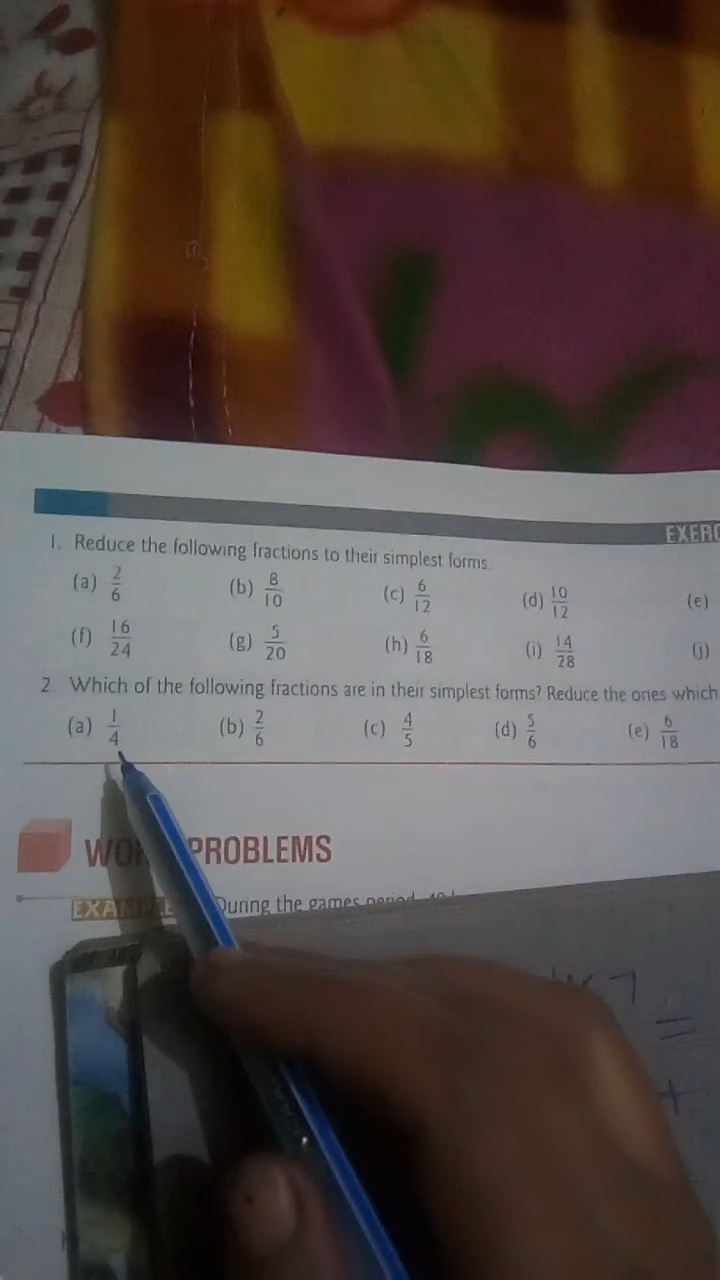 EXERC
1. Reduce the following fractions to their simplest forms.
(a) 2/6 (b) 8/10 (c) 6/12 (d) 10/12 (e)
(f) 16/24 (g) 5/20 (h) 6/18 (i) 14/28 (j)
2. Which of the following fractions are in their simplest forms? Reduce the ones which
(a) 1/4 (b) 2/6 (c) 4/5 (d) 5/6 (e) 6/18
PROBLEMS
During the games period